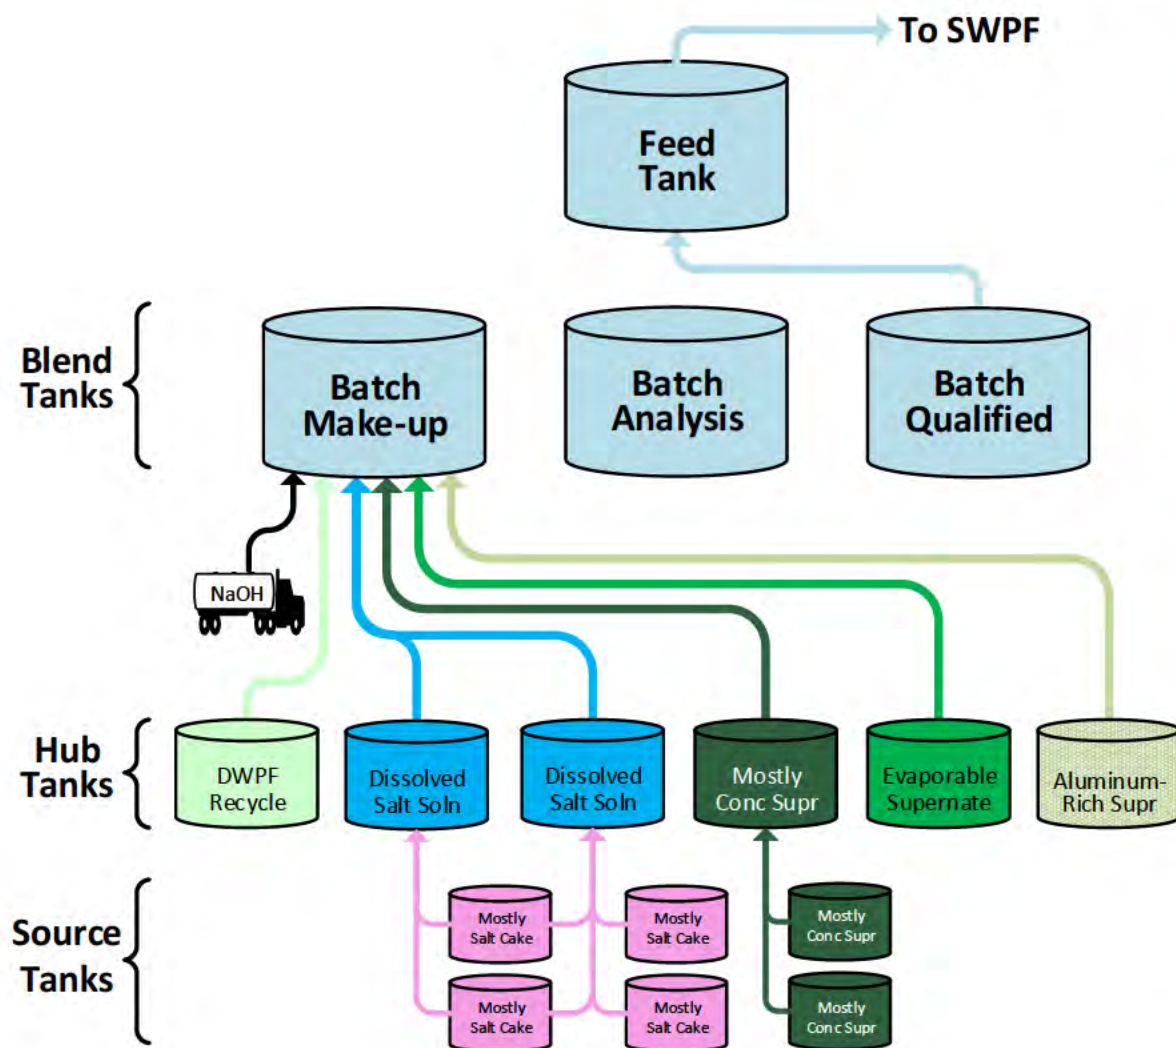 To SWPF
Feed
Tank
Blend
Tanks
Batch
Make-up
Batch
Analysis
Batch
Qualified
NaOH
Hub
Tanks
DWPF
Recycle
Dissolved
Salt Soln
Dissolved
Salt Soln
Mostly
Conc Supr
Evaporable
Supernate
Aluminum-
Rich Supr
Source
Tanks
Mostly
Salt Cake
Mostly
Salt Cake
Mostly
Conc Supr
Mostly
Salt Cake
Mostly
Salt Cake
Mostly
Conc Supr